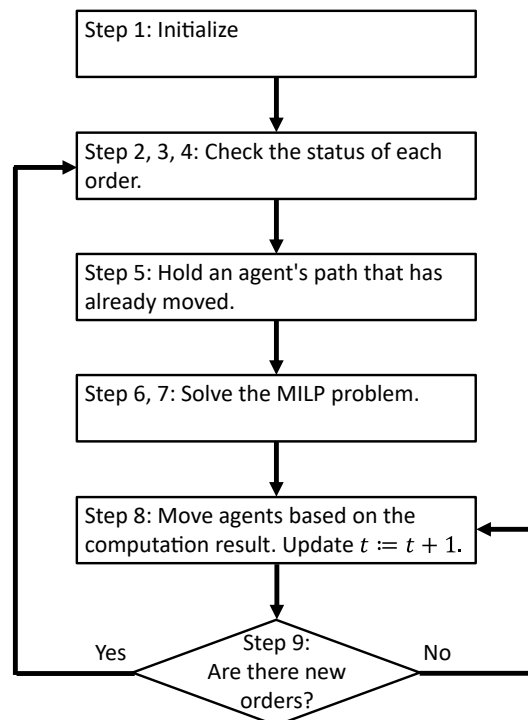 Step 1: Initialize
Step 2, 3, 4: Check the status of each
order.
Step 5: Hold an agent's path that has
already moved.
Step 6, 7: Solve the MILP problem.
Step 8: Move agents based on the
computation result. Update t := t + 1.
Yes
Step 9:
No
Are there new
orders?